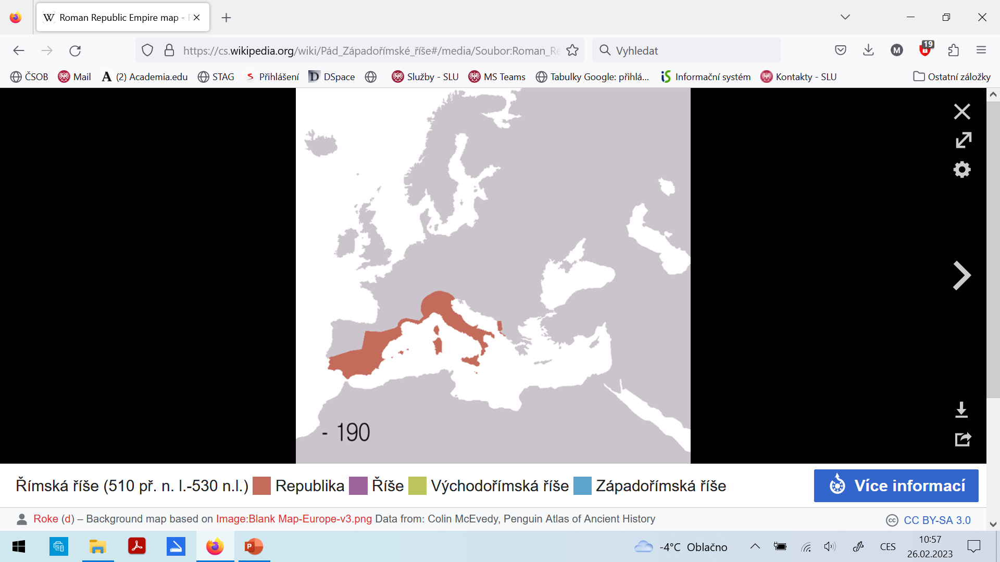 Roman Republic Empire map - P
https://cs.wikipedia.org/wiki/Pád_Západořímské_říše#/media/Soubor:Roman_Re
Vyhledat
M
19
ČSOB Mail (2) Academia.edu STAG Přihlášení DSpace Služby - SLU MS Teams Tabulky Google: přihlá... Informační systém Kontakty - SLU Ostatní záložky
- 190
Římská říše (510 př. n. l.-530 n.l.) Republika Říše Východořímská říše Západořímská říše
Více informací
Roke (d) – Background map based on Image:Blank Map-Europe-v3.png Data from: Colin McEvedy, Penguin Atlas of Ancient History
CC BY-SA 3.0
-4°C Oblačno
CES
10:57
26.02.2023